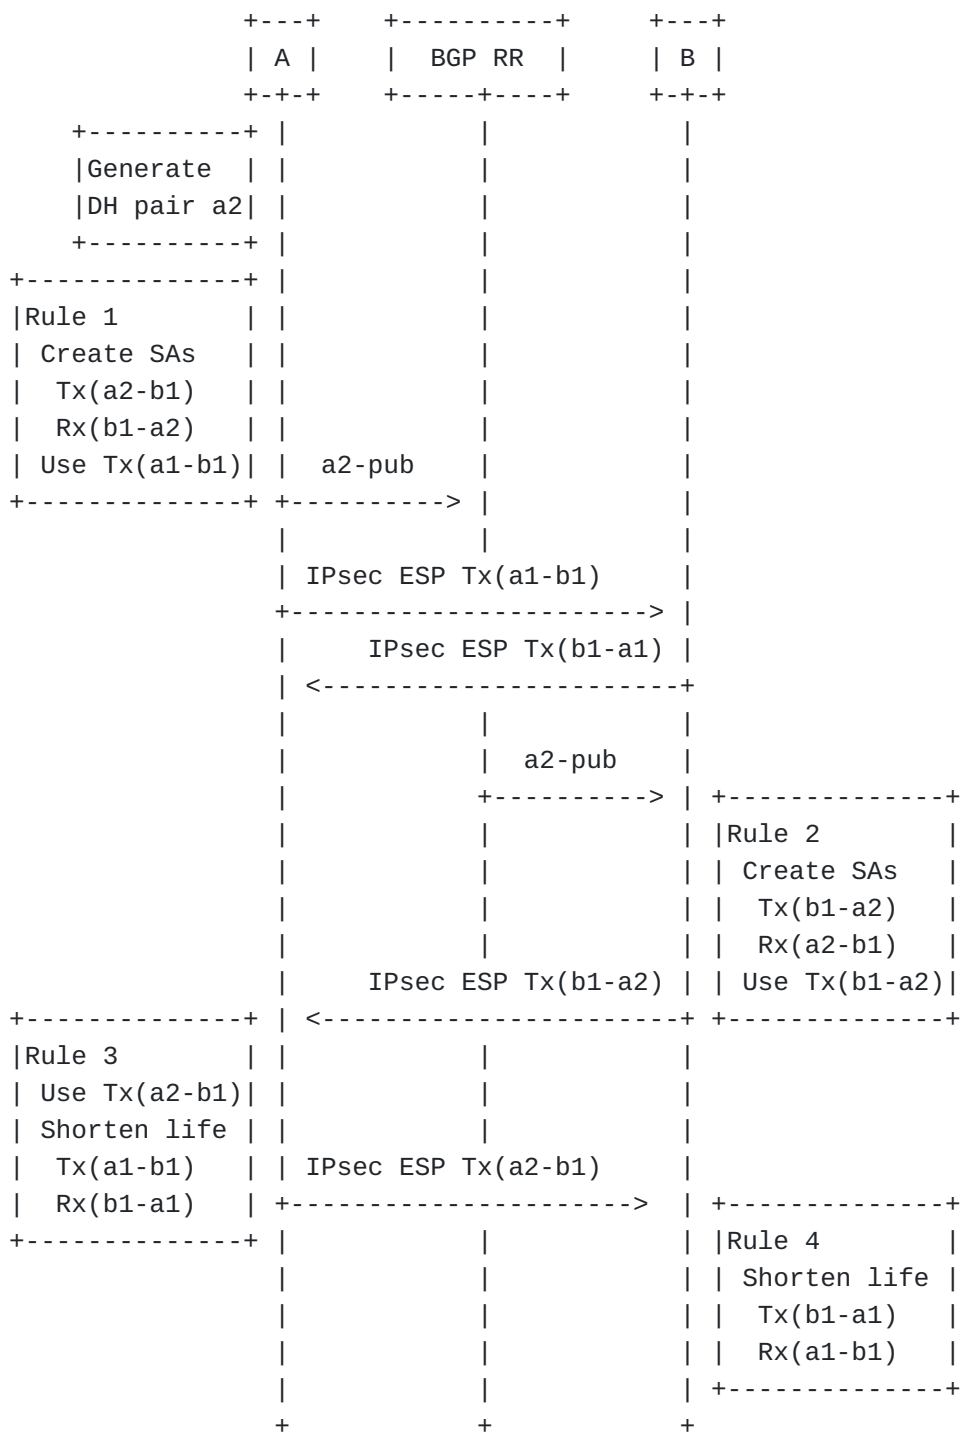 +---+    +----------+     +---+
                              | A |    |  BGP RR  |     | B |
                              +-+-+    +-----+----+     +-+-+
        +----------+ |            |            |
        |Generate  | |            |            |
        |DH pair a2| |            |            |
        +----------+ |            |            |
+--------------+ |            |            |
|Rule 1        | |            |            |
| Create SAs   | |            |            |
|  Tx(a2-b1)   | |            |            |
|  Rx(b1-a2)   | |            |            |
| Use Tx(a1-b1)| |  a2-pub    |            |
+--------------+ +----------> |            |
                 |            |            |
                 | IPsec ESP Tx(a1-b1)     |
                 +-----------------------> |
                 |     IPsec ESP Tx(b1-a1) |
                 | <-----------------------+
                 |            |            |
                 |            |  a2-pub    |
                 |            +----------> | +--------------+
                 |            |            | |Rule 2        |
                 |            |            | | Create SAs   |
                 |            |            | |  Tx(b1-a2)   |
                 |            |            | |  Rx(a2-b1)   |
                 |     IPsec ESP Tx(b1-a2) | | Use Tx(b1-a2)|
+--------------+ | <-----------------------+ +--------------+
|Rule 3        | |            |            |
| Use Tx(a2-b1)| |            |            |
| Shorten life | |            |            |
|  Tx(a1-b1)   | | IPsec ESP Tx(a2-b1)     |
|  Rx(b1-a1)   | +---------------------->  | +--------------+
+--------------+ |            |            | |Rule 4        |
                 |            |            | | Shorten life |
                 |            |            | |  Tx(b1-a1)   |
                 |            |            | |  Rx(a1-b1)   |
                 |            |            | +--------------+
                 +            +            +